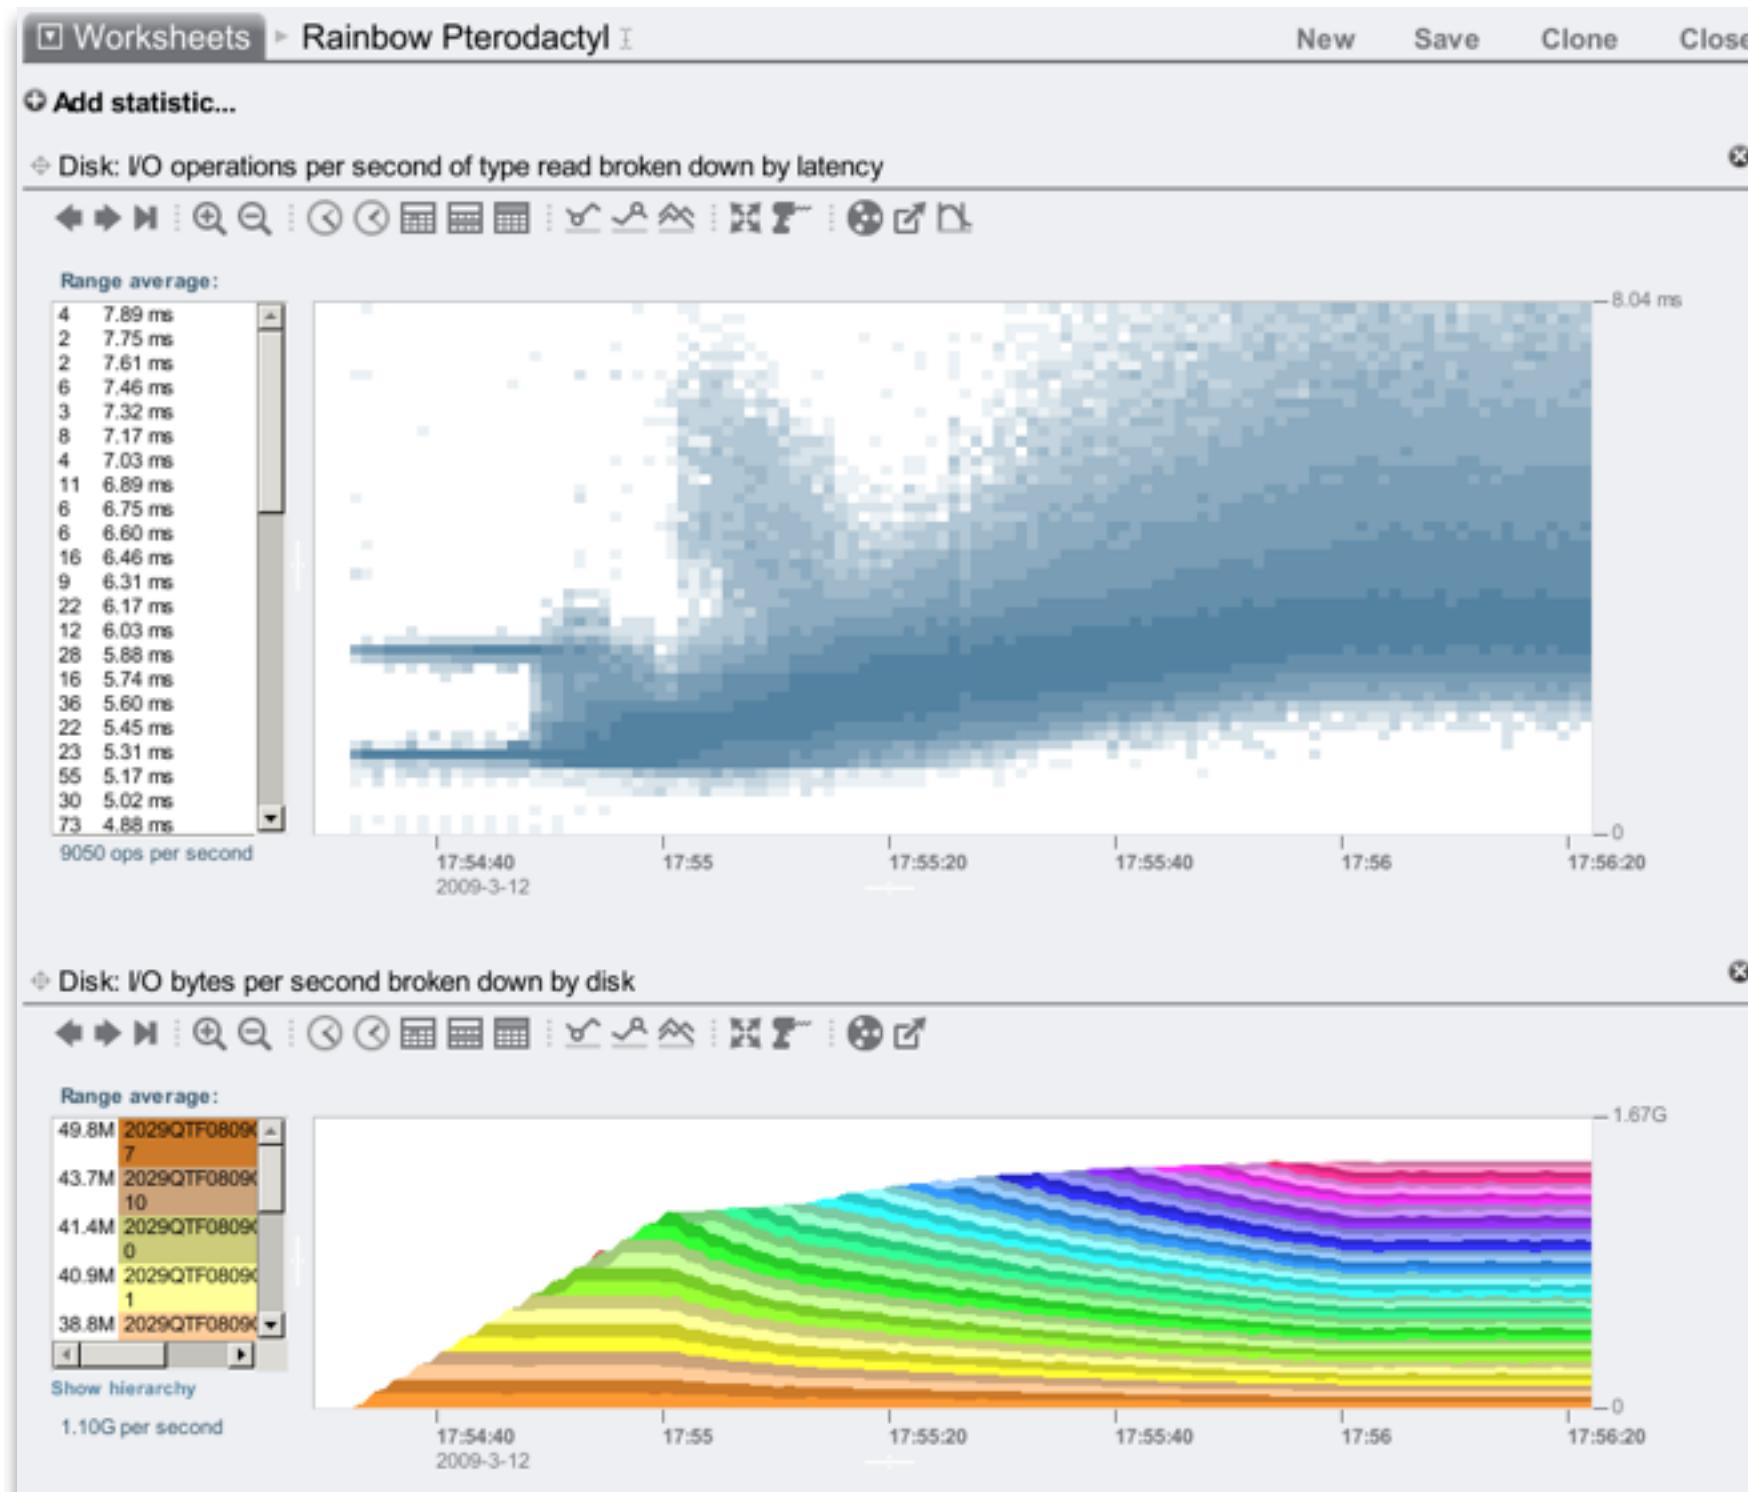 Worksheets Rainbow Pterodactyl New Save Clone Close
Add statistic...
Disk: I/O operations per second of type read broken down by latency
Range average:
4 7.89 ms
2 7.75 ms
2 7.61 ms
6 7.46 ms
3 7.32 ms
8 7.17 ms
4 7.03 ms
11 6.89 ms
6 6.75 ms
6 6.60 ms
16 6.46 ms
9 6.31 ms
22 6.17 ms
12 6.03 ms
28 5.88 ms
16 5.74 ms
36 5.60 ms
22 5.45 ms
23 5.31 ms
55 5.17 ms
30 5.02 ms
73 4.88 ms
9050 ops per second
8.04 ms
0
17:54:40 17:55 17:55:20 17:55:40 17:56 17:56:20
2009-3-12
Disk: I/O bytes per second broken down by disk
Range average:
49.8M 2029QTF0809
7
43.7M 2029QTF0809
10
41.4M 2029QTF0809
0
40.9M 2029QTF0809
1
38.8M 2029QTF0809
Show hierarchy
1.10G per second
1.67G
0
17:54:40 17:55 17:55:20 17:55:40 17:56 17:56:20
2009-3-12